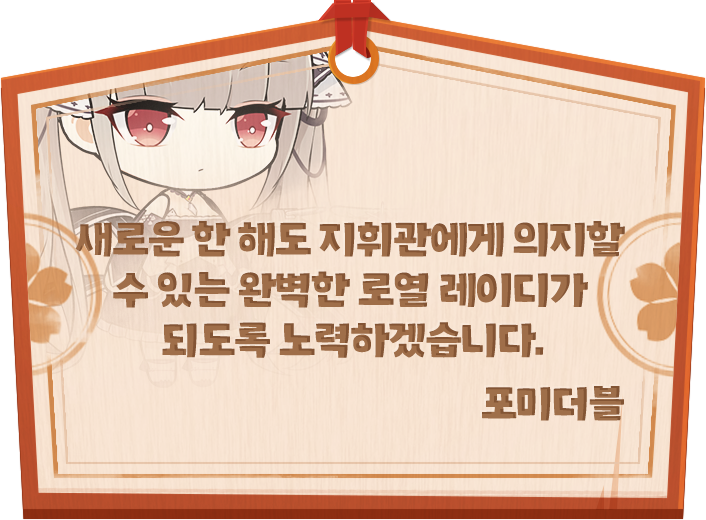 새로운 한 해도 지휘관에게 의지할
수 있는 완벽한 로열 레이디가
되도록 노력하겠습니다.
포미더블